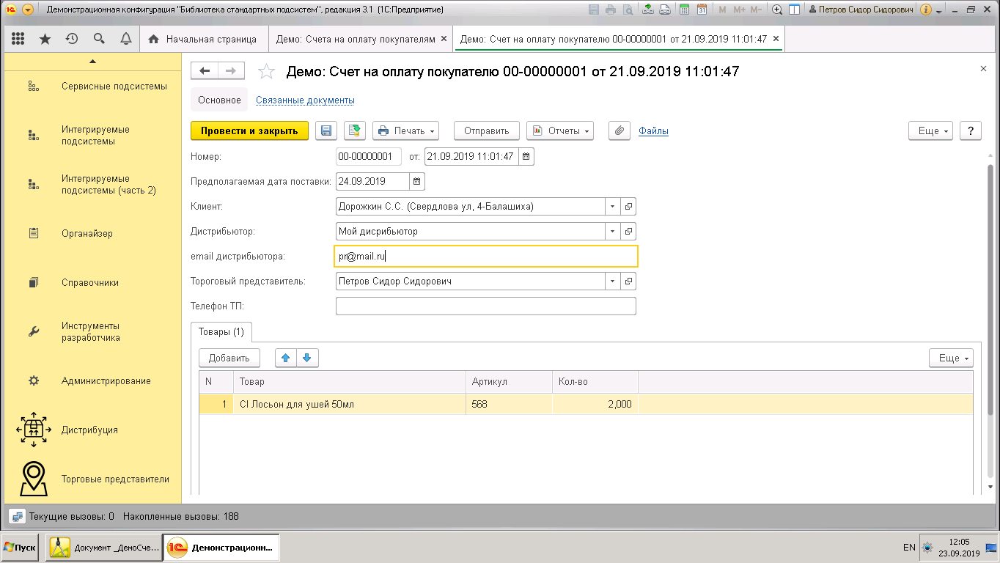 Демонстрационная конфигурация "Библиотека стандартных подсистем", редакция 3.1 (1С:Предприятие)
M M+ M−
Петров Сидор Сидорович
Начальная страница
Демо: Счета на оплату покупателям
Демо: Счет на оплату покупателю 00-00000001 от 21.09.2019 11:01:47
Сервисные подсистемы
Интегрируемые
подсистемы
Интегрируемые
подсистемы (часть 2)
Органайзер
Справочники
Инструменты
разработчика
Администрирование
Дистрибуция
Торговые представители
Демо: Счет на оплату покупателю 00-00000001 от 21.09.2019 11:01:47
Основное Связанные документы
Провести и закрыть Печать Отправить Отчеты Файлы Еще ?
Номер: 00-00000001 от: 21.09.2019 11:01:47
Предполагаемая дата поставки: 24.09.2019
Клиент: Дорожкин С.С. (Свердлова ул, 4-Балашиха)
Дистрибьютор: Мой дисрибьютор
email дистрибьютора: pr@mail.ru
Тороговый представитель: Петров Сидор Сидорович
Телефон ТП:
Товары (1)
Добавить Еще
N Товар Артикул Кол-во
1 CI Лосьон для ушей 50мл 568 2,000
Текущие вызовы: 0 Накопленные вызовы: 188
Пуск
Документ _ДемоСче...
Демонстрационн...
EN
12:05
23.09.2019